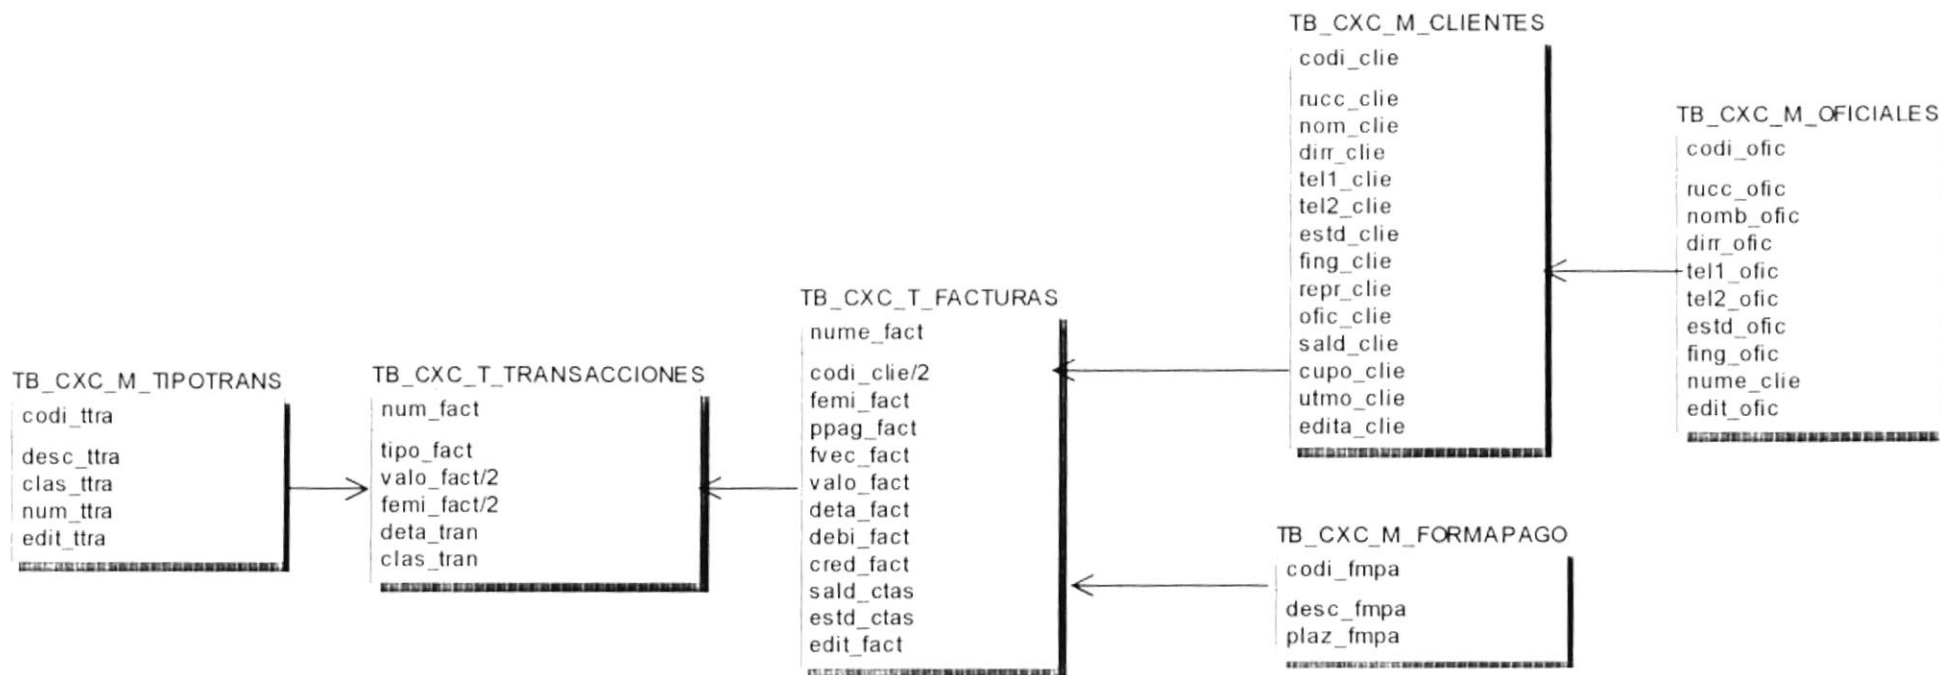 TB_CXC_M_TIPOTRANS
codi_ttra
desc_ttra
clas_ttra
num_ttra
edit_ttra
TB_CXC_T_TRANSACCIONES
num_fact
tipo_fact
valo_fact/2
femi_fact/2
deta_tran
clas_tran
TB_CXC_T_FACTURAS
nume_fact
codi_clie/2
femi_fact
ppag_fact
fvec_fact
valo_fact
deta_fact
debi_fact
cred_fact
sald_ctas
estd_ctas
edit_fact
TB_CXC_M_CLIENTES
codi_clie
rucc_clie
nom_clie
dirr_clie
tel1_clie
tel2_clie
estd_clie
fing_clie
repr_clie
ofic_clie
sald_clie
cupo_clie
utmo_clie
edita_clie
TB_CXC_M_FORMAPAGO
codi_fmpa
desc_fmpa
plaz_fmpa
TB_CXC_M_OFICIALES
codi_ofic
rucc_ofic
nomb_ofic
dirr_ofic
tel1_ofic
tel2_ofic
estd_ofic
fing_ofic
nume_clie
edit_ofic